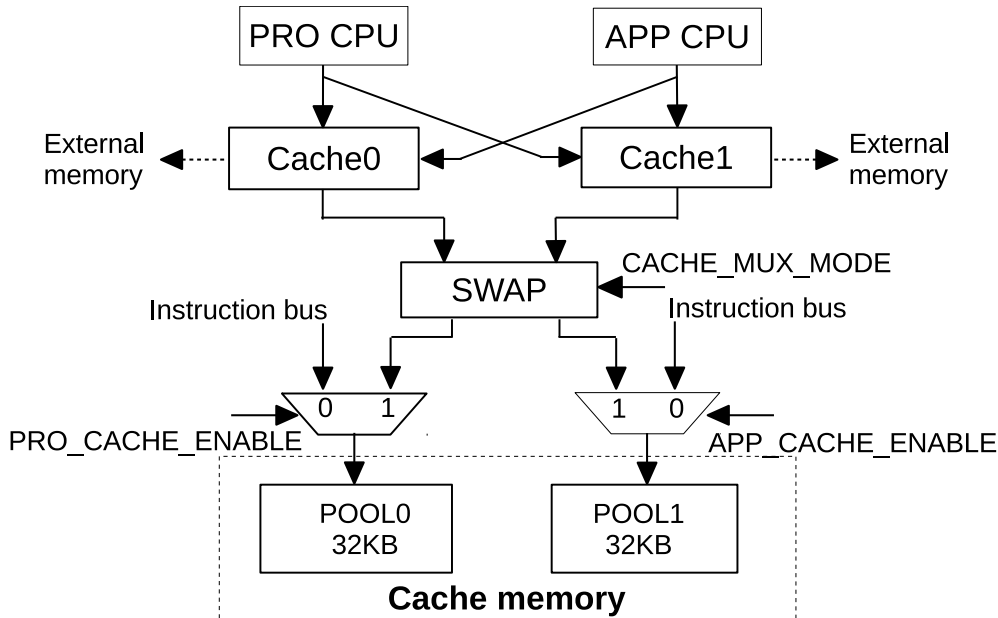 PRO CPU
APP CPU
External
memory
Cache0
Cache1
External
memory
SWAP
CACHE_MUX_MODE
Instruction bus
Instruction bus
0 1
1 0
PRO_CACHE_ENABLE
APP_CACHE_ENABLE
POOL0
32KB
POOL1
32KB
Cache memory